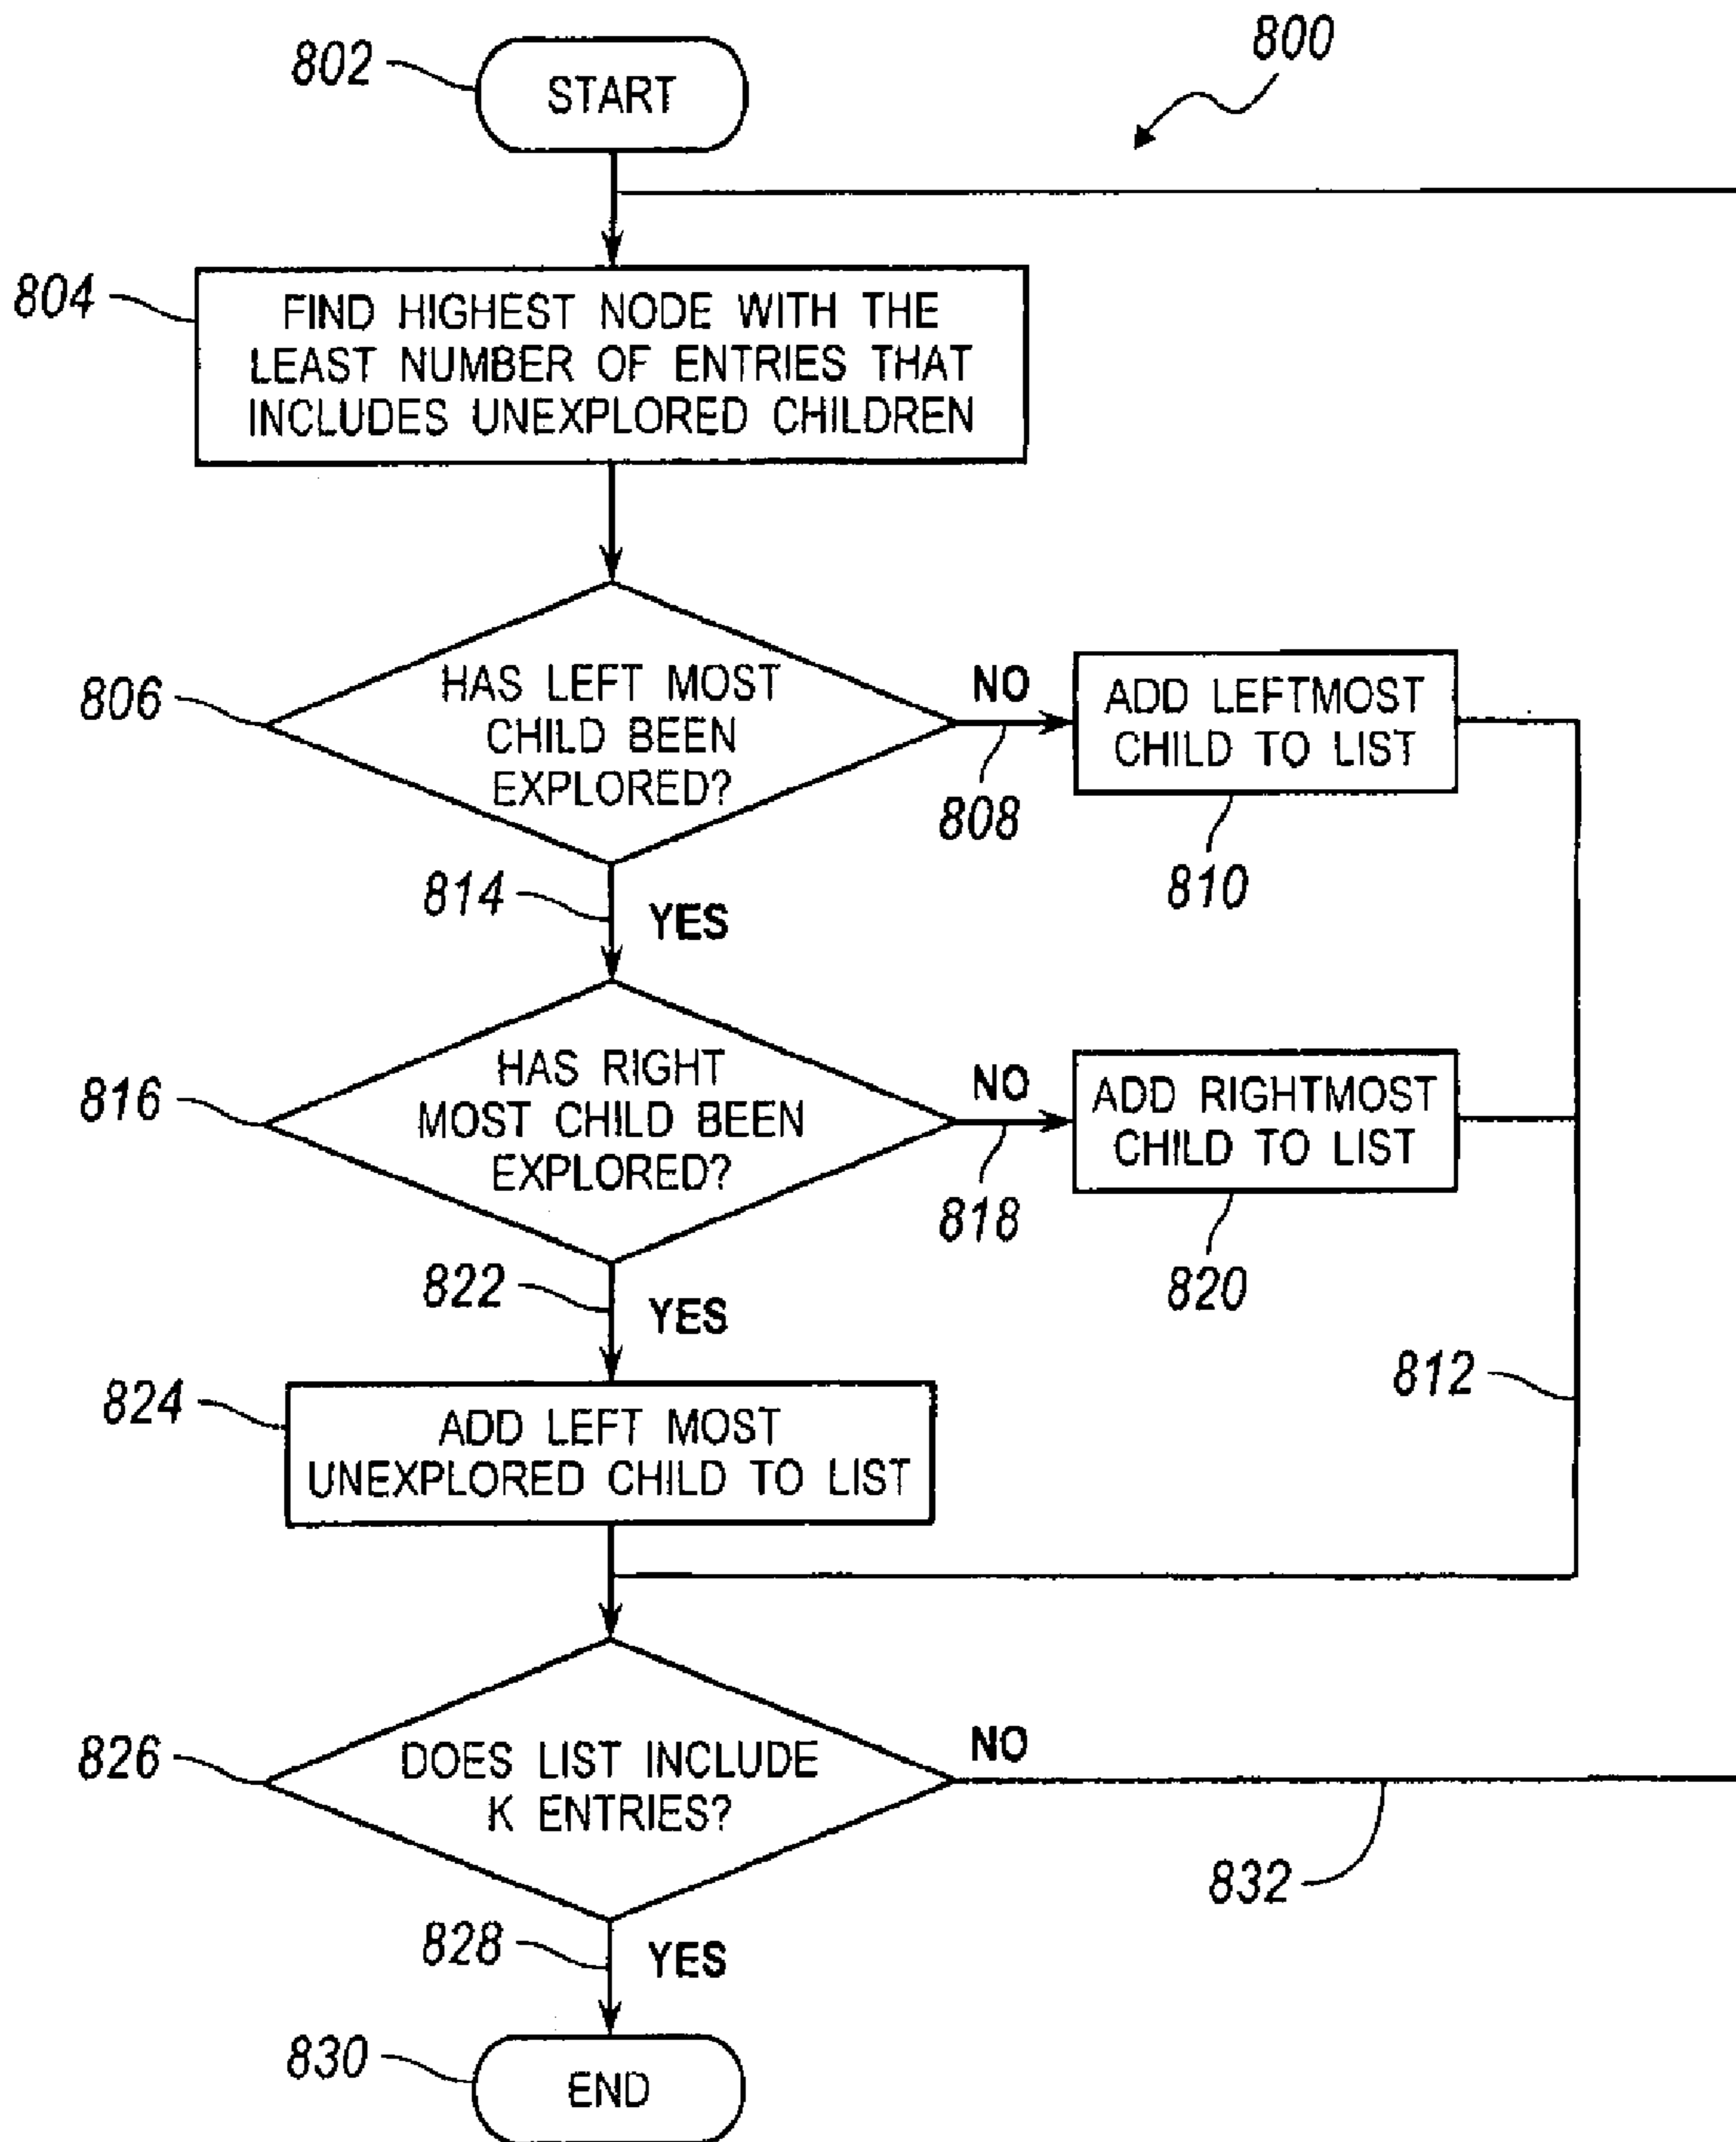 800
802
START
804
FIND HIGHEST NODE WITH THE
LEAST NUMBER OF ENTRIES THAT
INCLUDES UNEXPLORED CHILDREN
806
HAS LEFT MOST
CHILD BEEN
EXPLORED?
NO
808
ADD LEFTMOST
CHILD TO LIST
810
814
YES
816
HAS RIGHT
MOST CHILD BEEN
EXPLORED?
NO
818
ADD RIGHTMOST
CHILD TO LIST
820
822
YES
812
824
ADD LEFT MOST
UNEXPLORED CHILD TO LIST
826
DOES LIST INCLUDE
K ENTRIES?
NO
832
828
YES
830
END